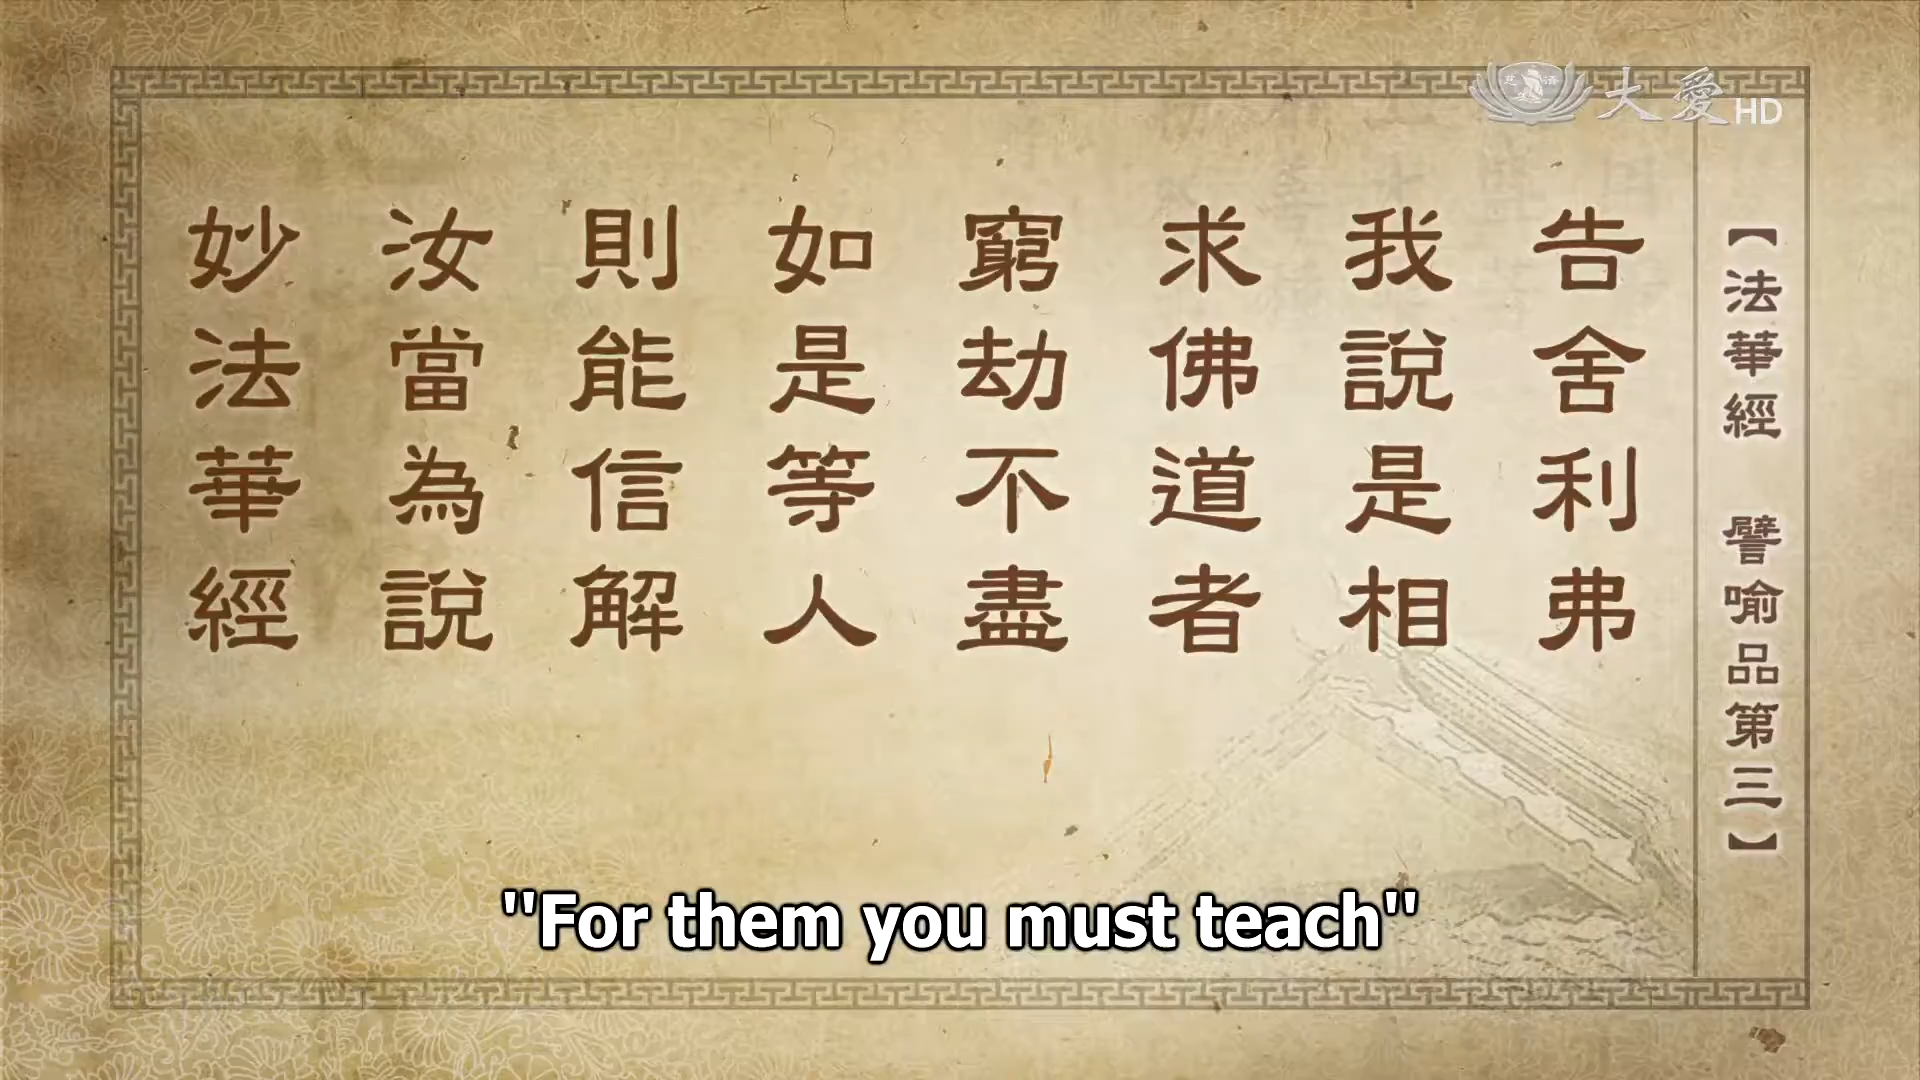 大愛HD
【法華經 譬喻品第三】
告舍利弗
我說是相
求佛道者
窮劫不盡
如是等人
則能信解
汝當為說
妙法華經
"For them you must teach"